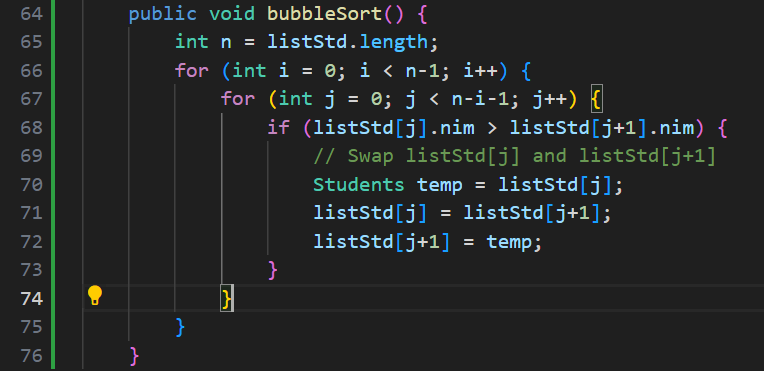 64 public void bubbleSort() {
65 int n = listStd.length;
66 for (int i = 0; i < n-1; i++) {
67 for (int j = 0; j < n-i-1; j++) {
68 if (listStd[j].nim > listStd[j+1].nim) {
69 // Swap listStd[j] and listStd[j+1]
70 Students temp = listStd[j];
71 listStd[j] = listStd[j+1];
72 listStd[j+1] = temp;
73 }
74 }
75 }
76 }